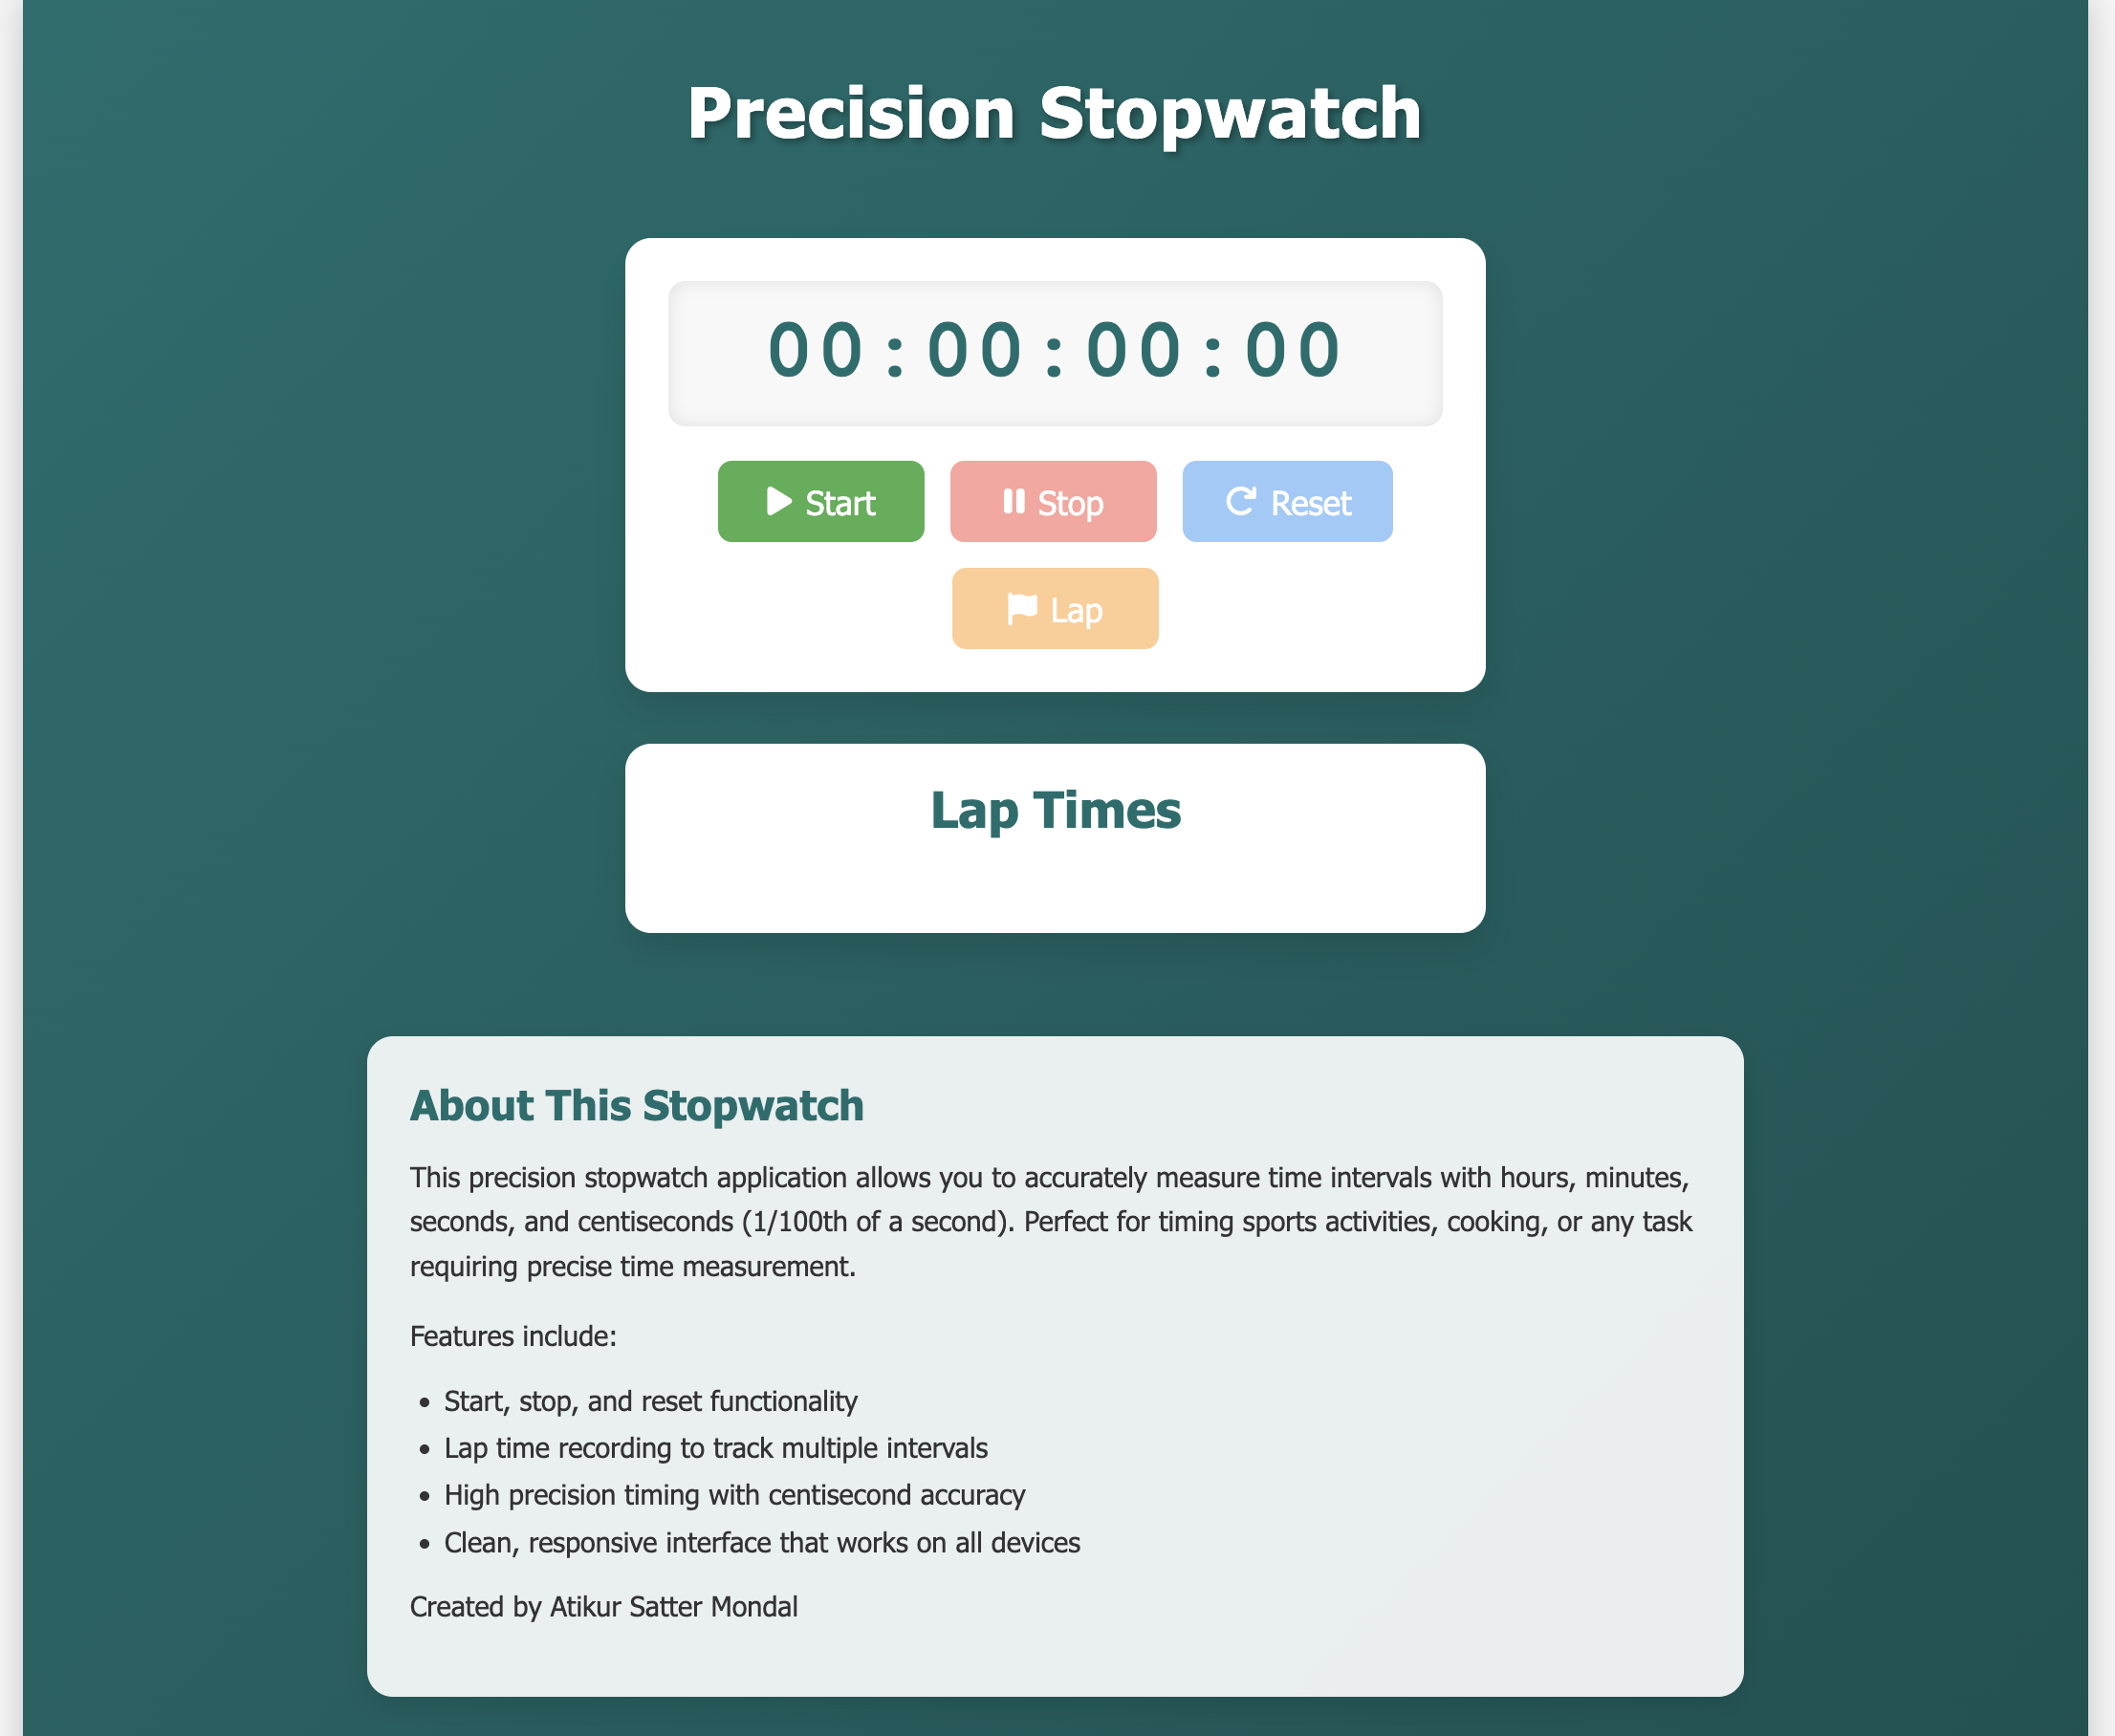 Precision Stopwatch
00:00:00:00
Start
Stop
Reset
Lap
Lap Times
About This Stopwatch
This precision stopwatch application allows you to accurately measure time intervals with hours, minutes,
seconds, and centiseconds (1/100th of a second). Perfect for timing sports activities, cooking, or any task
requiring precise time measurement.
Features include:
• Start, stop, and reset functionality
• Lap time recording to track multiple intervals
• High precision timing with centisecond accuracy
• Clean, responsive interface that works on all devices
Created by Atikur Satter Mondal